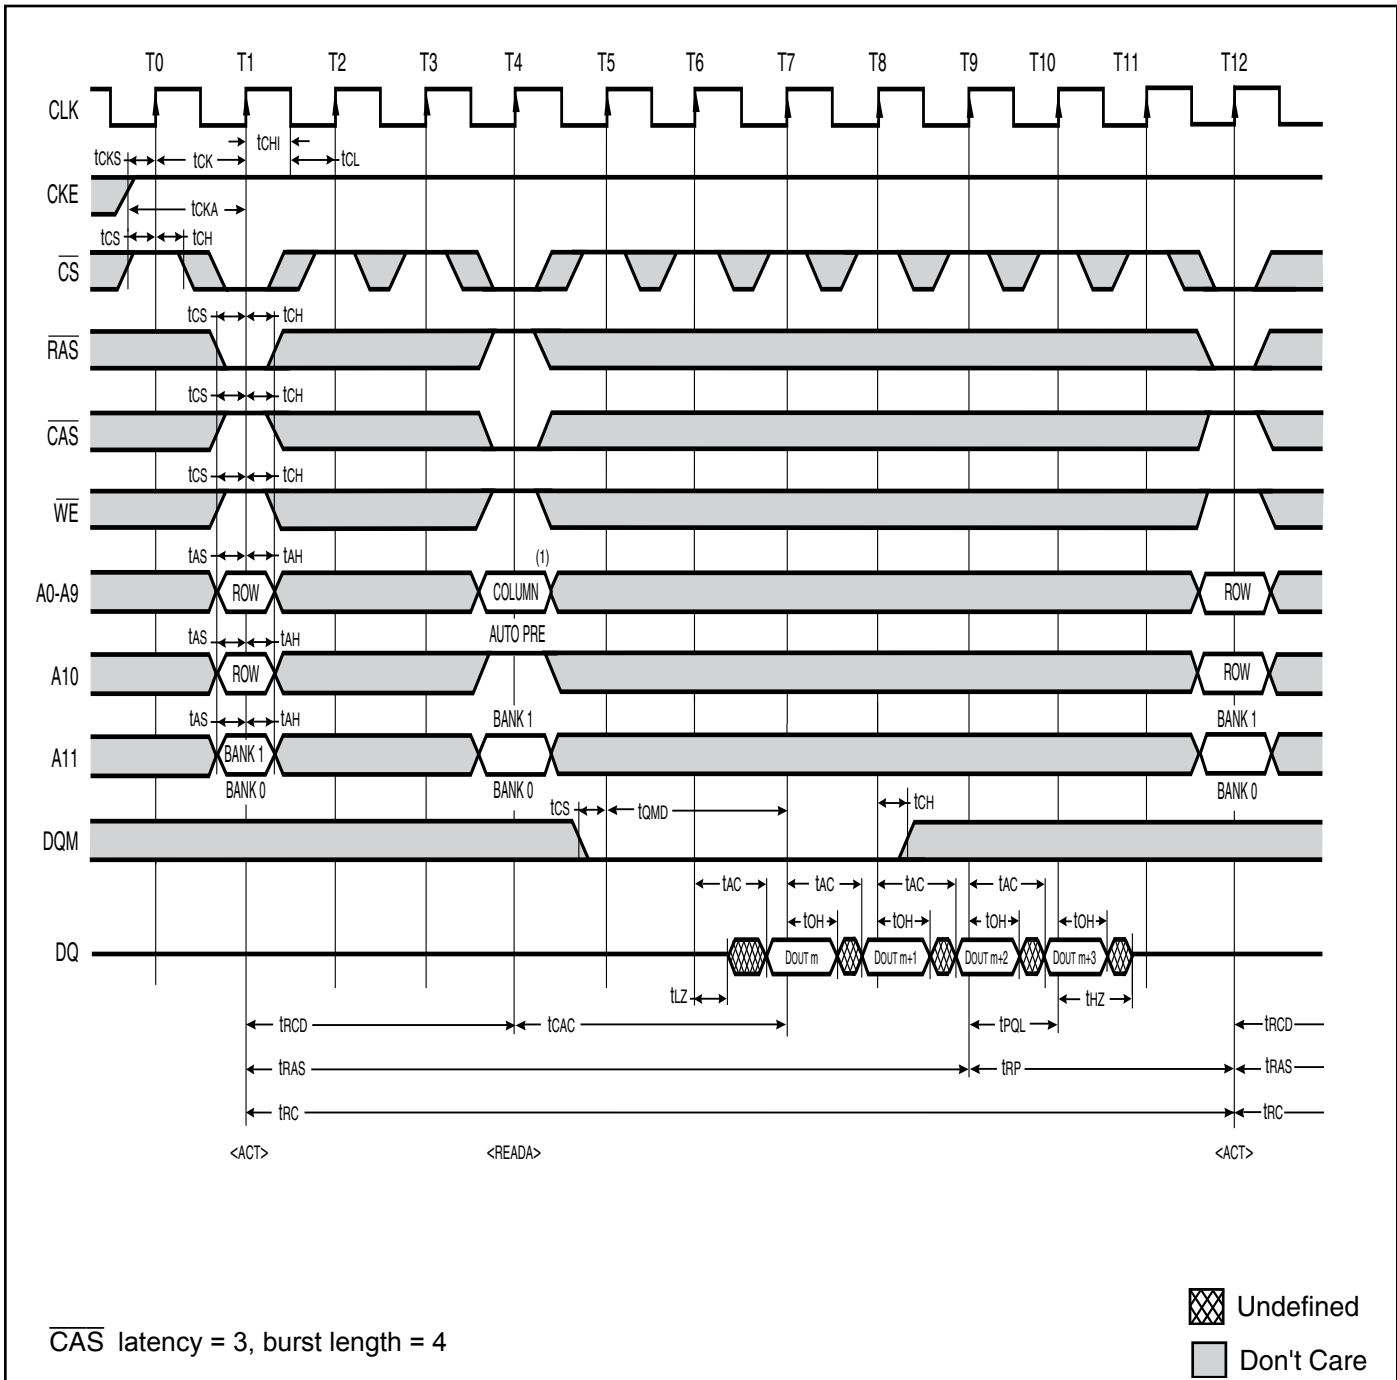 T0 T1 T2 T3 T4 T5 T6 T7 T8 T9 T10 T11 T12
CLK
tCHI
tCKS tCK tCL
CKE
tCKA
tCS tCH
CS
tCS tCH
RAS
tCS tCH
CAS
tCS tCH
WE
tAS tAH (1)
A0-A9 ROW COLUMN ROW
tAS tAH AUTO PRE
A10 ROW ROW
tAS tAH BANK 1 BANK 1
A11 BANK 1
BANK 0 BANK 0 BANK 0
tCS tQMD tCH
DQM
tAC tAC tAC tAC
tOH tOH tOH tOH
DQ DOUT m DOUT m+1 DOUT m+2 DOUT m+3
tLZ tHZ
tRCD tCAC tPQL tRCD
tRAS tRP tRAS
tRC tRC
<ACT> <READA> <ACT>
Undefined
CAS latency = 3, burst length = 4
Don't Care